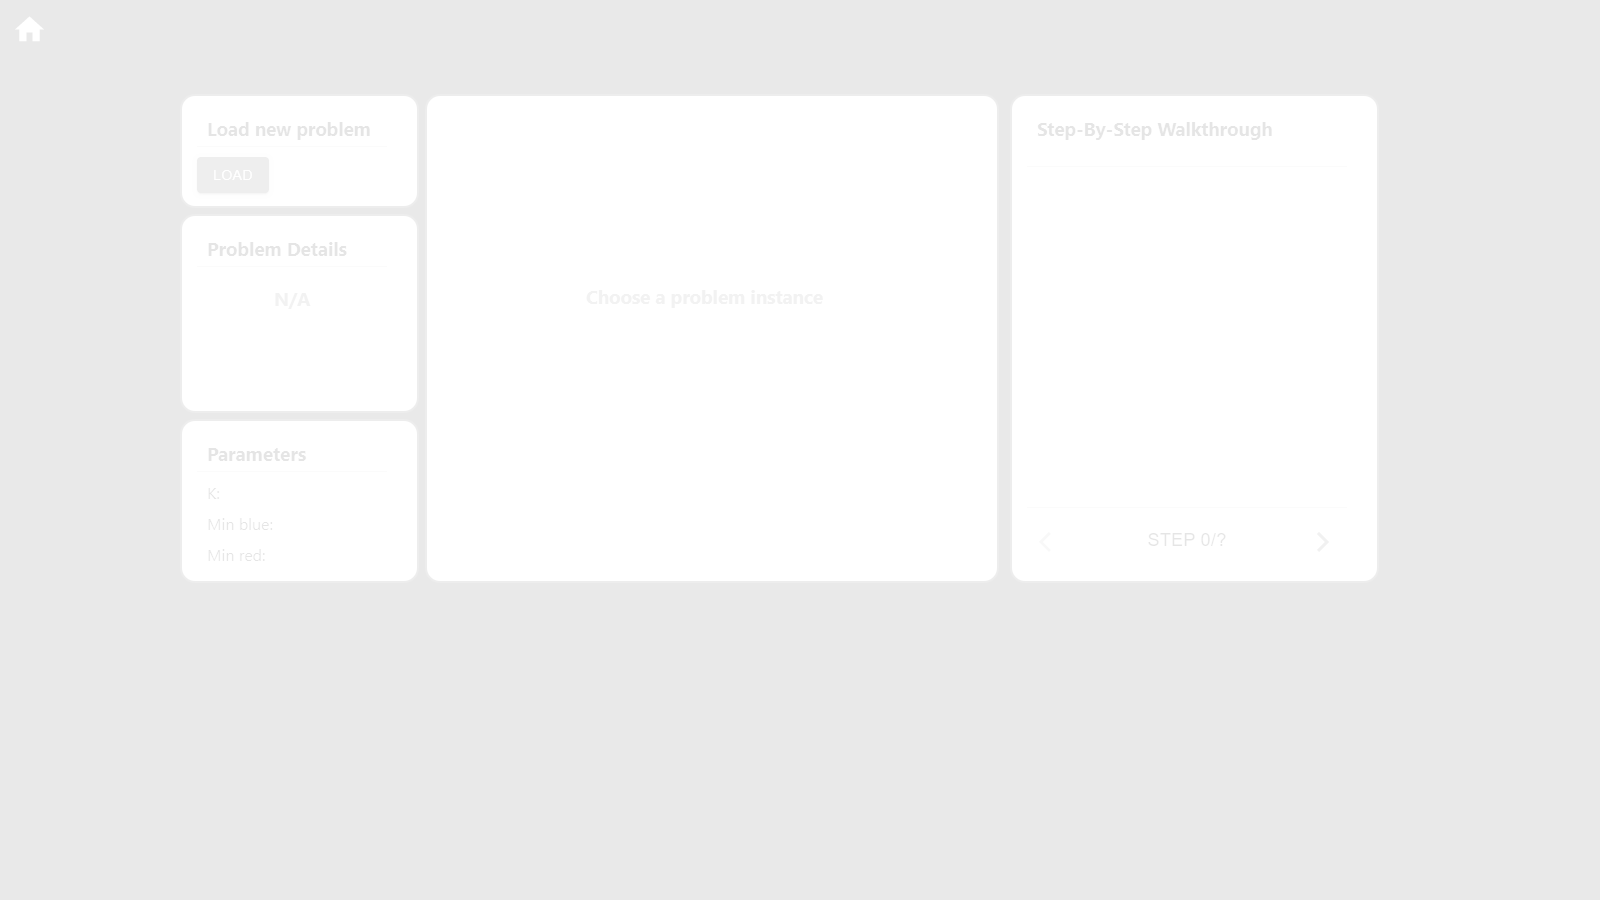 Load new problem
LOAD
Problem Details
N/A
Parameters
K:
Min blue:
Min red:
Choose a problem instance
Step-By-Step Walkthrough
STEP 0/?